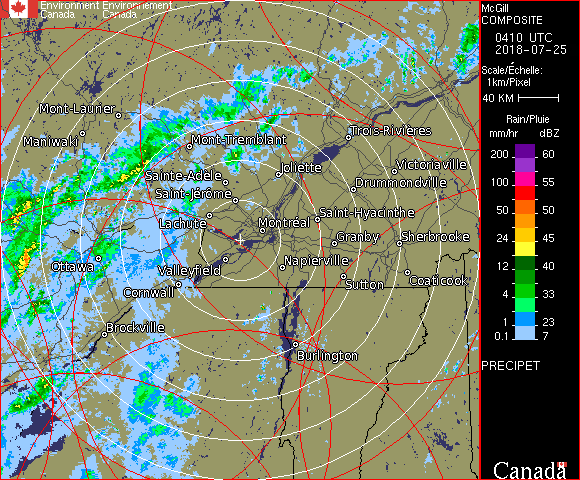 Environment Environnement
Canada Canada
McGill
COMPOSITE
0410 UTC
2018-07-25
Scale/Échelle:
1km/Pixel
40 KM
Rain/Pluie
mm/hr dBZ
200 60
150 57
100 55
50 50
24 45
12 40
4 33
1 23
0.1 7
PRECIPET
Canada
Mont-Laurier
Maniwaki
Mont-Tremblant
Trois-Rivières
Sainte-Adèle
Joliette
Victoriaville
Saint-Jérôme
Drummondville
Lachute
Montréal
Saint-Hyacinthe
Granby
Sherbrooke
Ottawa
Valleyfield
Napierville
Cornwall
Sutton
Coaticook
Brockville
Burlington